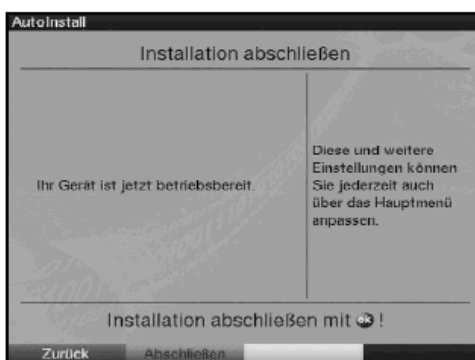 AutoInstall
Installation abschließen
Ihr Gerät ist jetzt betriebsbereit.
Diese und weitere
Einstellungen können
Sie jederzeit auch
über das Hauptmenü
anpassen.
Installation abschließen mit ok !
Zurück
Abschließen